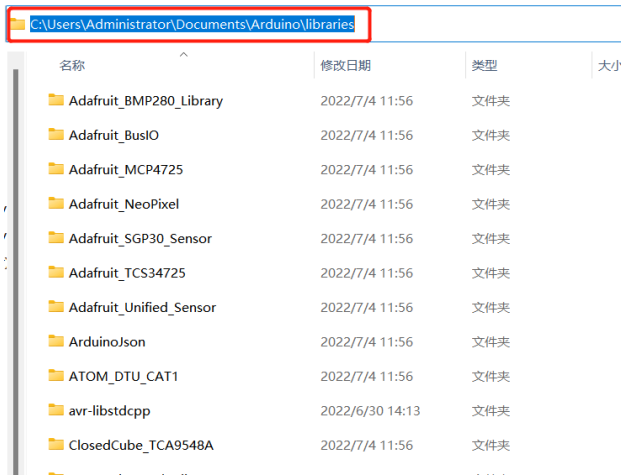 C:\Users\Administrator\Documents\Arduino\libraries
名称 修改日期 类型 大小
Adafruit_BMP280_Library 2022/7/4 11:56 文件夹
Adafruit_BusIO 2022/7/4 11:56 文件夹
Adafruit_MCP4725 2022/7/4 11:56 文件夹
Adafruit_NeoPixel 2022/7/4 11:56 文件夹
Adafruit_SGP30_Sensor 2022/7/4 11:56 文件夹
Adafruit_TCS34725 2022/7/4 11:56 文件夹
Adafruit_Unified_Sensor 2022/7/4 11:56 文件夹
ArduinoJson 2022/7/4 11:56 文件夹
ATOM_DTU_CAT1 2022/7/4 11:56 文件夹
avr-libstdcpp 2022/6/30 14:13 文件夹
ClosedCube_TCA9548A 2022/7/4 11:56 文件夹